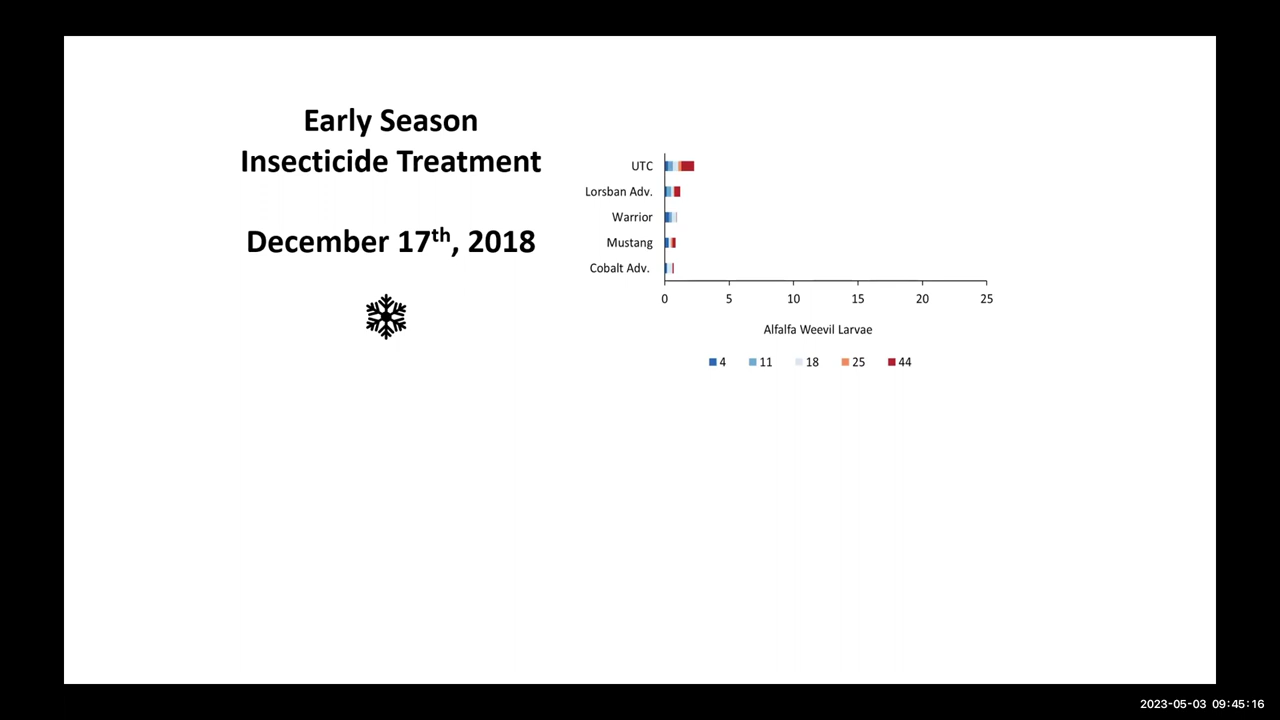 Early Season
Insecticide Treatment
December 17th, 2018
UTC
Lorsban Adv.
Warrior
Mustang
Cobalt Adv.
0 5 10 15 20 25
Alfalfa Weevil Larvae
4 11 18 25 44
2023-05-03 09:45:16